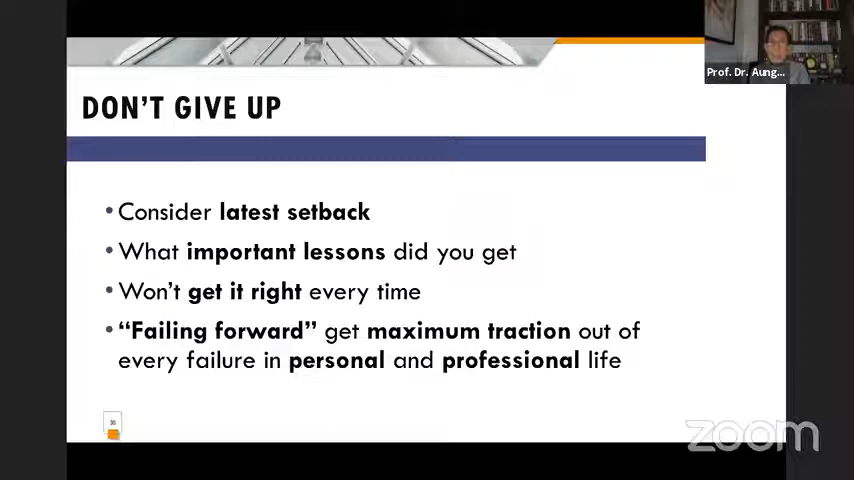 Prof. Dr. Aung...
DON'T GIVE UP
•Consider latest setback
•What important lessons did you get
•Won't get it right every time
•“Failing forward” get maximum traction out of
every failure in personal and professional life
zoom